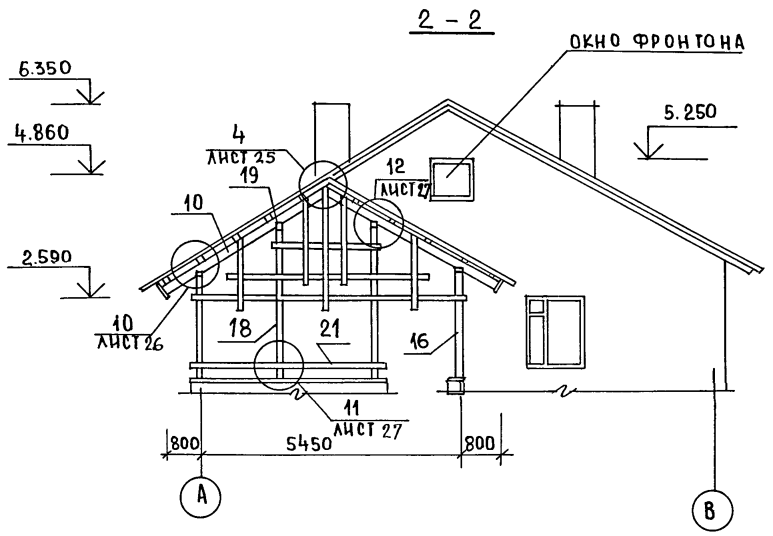 2 - 2
ОКНО ФРОНТОНА
6.350
4.860
5.250
4
ЛИСТ 25
12
ЛИСТ 27
19
10
2.590
10
ЛИСТ 26
18
21
16
11
ЛИСТ 27
800
5450
800
А
В